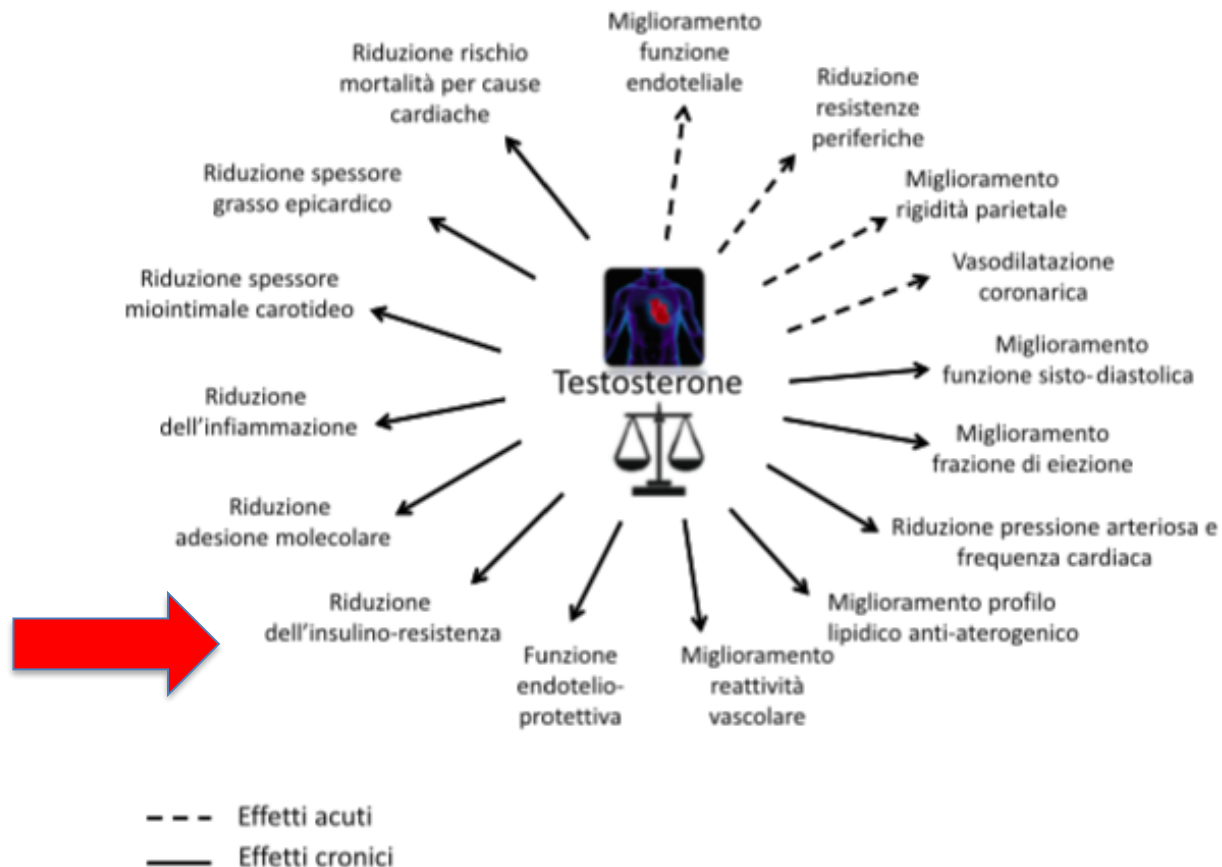 Miglioramento
funzione
endoteliale
Riduzione rischio
mortalità per cause
cardiache
Riduzione
resistenze
periferiche
Riduzione spessore
grasso epicardico
Miglioramento
rigidità parietale
Riduzione spessore
miointimale carotideo
Vasodilatazione
coronarica
Testosterone
Miglioramento
funzione sisto-diastolica
Riduzione
dell'infiammazione
Miglioramento
frazione di eiezione
Riduzione
adesione molecolare
Riduzione pressione arteriosa e
frequenza cardiaca
Riduzione
dell'insulino-resistenza
Miglioramento profilo
lipidico anti-aterogenico
Funzione
endotelio-
protettiva
Miglioramento
reattività
vascolare
Effetti acuti
Effetti cronici